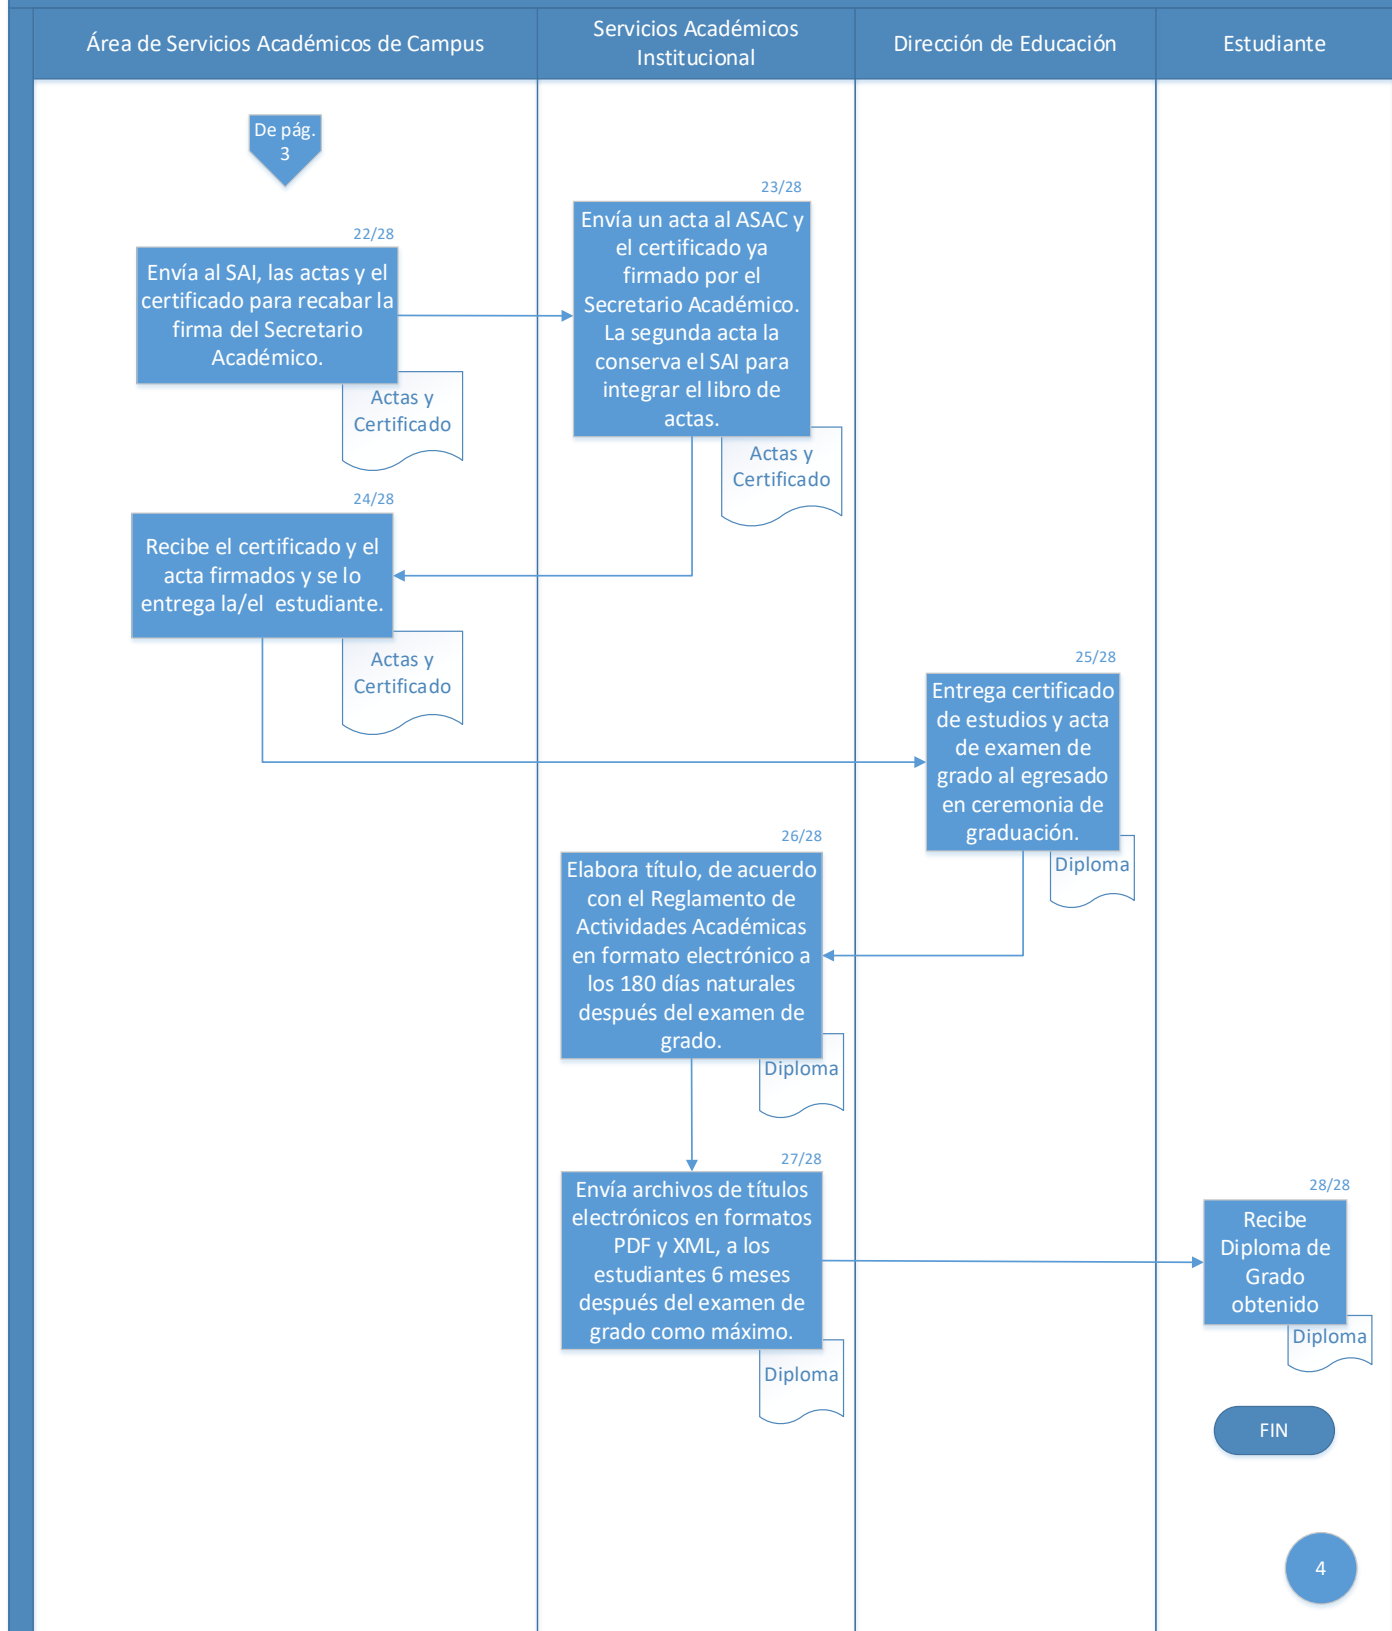 Área de Servicios Académicos de Campus
Servicios Académicos
Institucional
Dirección de Educación
Estudiante
De pág.
3
22/28
Envía al SAI, las actas y el
certificado para recabar la
firma del Secretario
Académico.
Actas y
Certificado
23/28
Envía un acta al ASAC y
el certificado ya
firmado por el
Secretario Académico.
La segunda acta la
conserva el SAI para
integrar el libro de
actas.
Actas y
Certificado
24/28
Recibe el certificado y el
acta firmados y se lo
entrega la/el  estudiante.
Actas y
Certificado
25/28
Entrega certificado
de estudios y acta
de examen de
grado al egresado
en ceremonia de
graduación.
Diploma
26/28
Elabora título, de acuerdo
con el Reglamento de
Actividades Académicas
en formato electrónico a
los 180 días naturales
después del examen de
grado.
Diploma
27/28
Envía archivos de títulos
electrónicos en formatos
PDF y XML, a los
estudiantes 6 meses
después del examen de
grado como máximo.
Diploma
28/28
Recibe
Diploma de
Grado
obtenido
Diploma
FIN
4